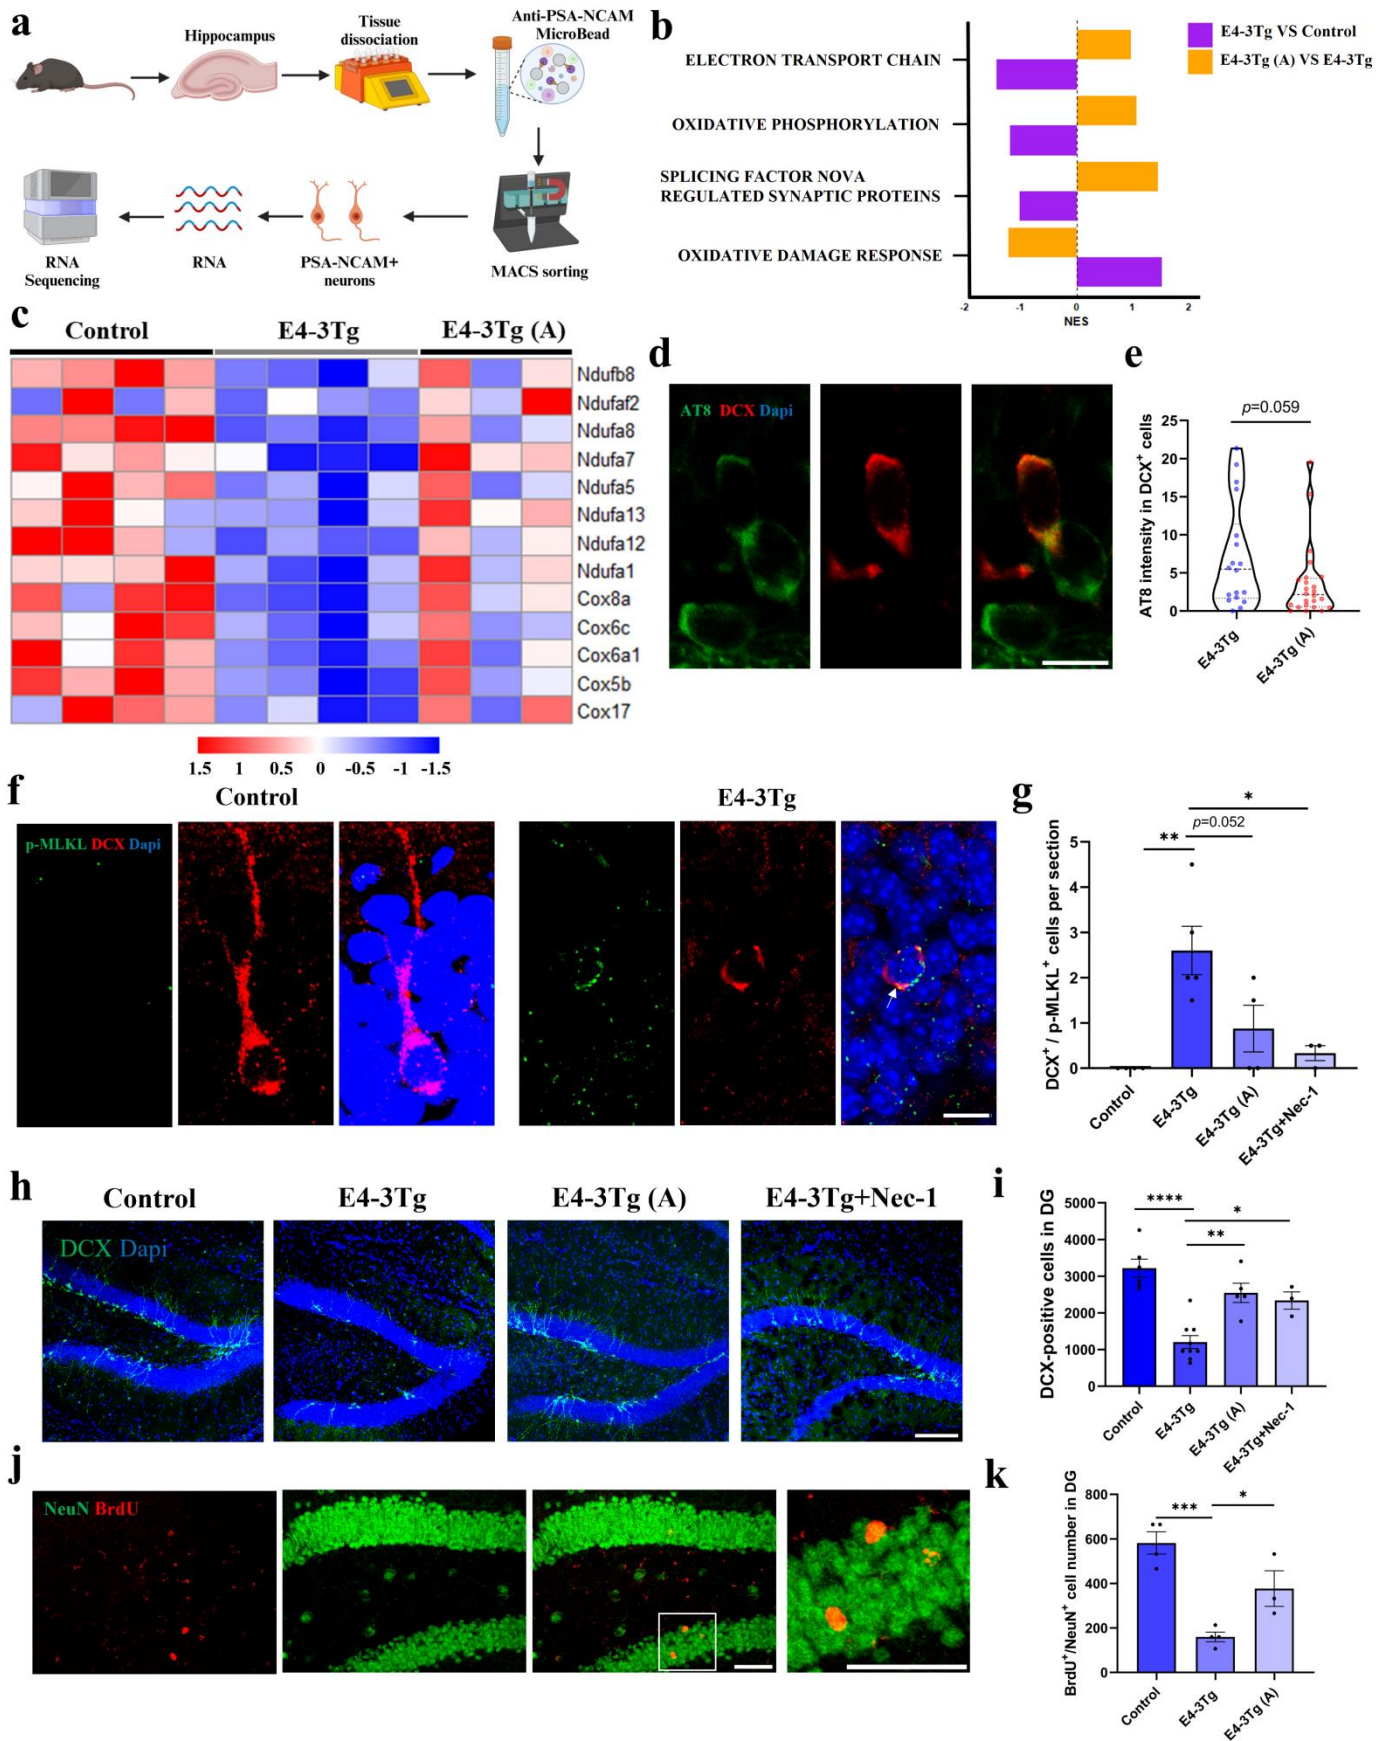 a
Hippocampus
Tissue
dissociation
Anti-PSA-NCAM
MicroBead
MACS sorting
PSA-NCAM+
neurons
RNA
RNA
Sequencing
b
E4-3Tg VS Control
E4-3Tg (A) VS E4-3Tg
ELECTRON TRANSPORT CHAIN
OXIDATIVE PHOSPHORYLATION
SPLICING FACTOR NOVA
REGULATED SYNAPTIC PROTEINS
OXIDATIVE DAMAGE RESPONSE
-2 -1 0 1 2
NES
c
Control E4-3Tg E4-3Tg (A)
Ndufb8
Ndufaf2
Ndufa8
Ndufa7
Ndufa5
Ndufa13
Ndufa12
Ndufa1
Cox8a
Cox6c
Cox6a1
Cox5b
Cox17
1.5 1 0.5 0 -0.5 -1 -1.5
d
AT8 DCX Dapi
e
p=0.059
AT8 intensity in DCX+ cells
25
20
15
10
5
0
E4-3Tg
E4-3Tg (A)
f
Control E4-3Tg
p-MLKL DCX Dapi
g
*
p=0.052
**
DCX+ / p-MLKL+ cells per section
5
4
3
2
1
0
Control
E4-3Tg
E4-3Tg (A)
E4-3Tg+Nec-1
h
Control E4-3Tg E4-3Tg (A) E4-3Tg+Nec-1
DCX Dapi
i
****
*
**
DCX-positive cells in DG
5000
4000
3000
2000
1000
0
Control
E4-3Tg
E4-3Tg (A)
E4-3Tg+Nec-1
j
NeuN BrdU
k
***
*
BrdU+/NeuN+ cell number in DG
800
600
400
200
0
Control
E4-3Tg
E4-3Tg (A)